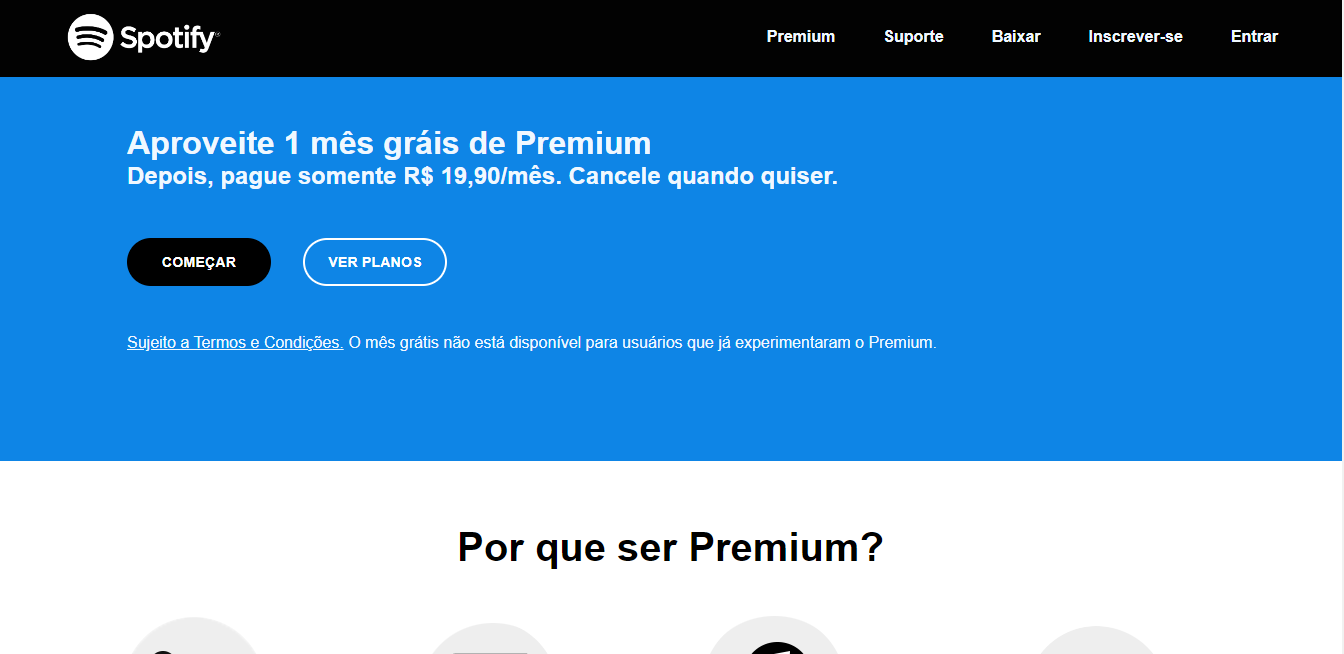 Spotify
Premium Suporte Baixar Inscrever-se Entrar
Aproveite 1 mês gráis de Premium
Depois, pague somente R$ 19,90/mês. Cancele quando quiser.
COMEÇAR VER PLANOS
Sujeito a Termos e Condições. O mês grátis não está disponível para usuários que já experimentaram o Premium.
Por que ser Premium?